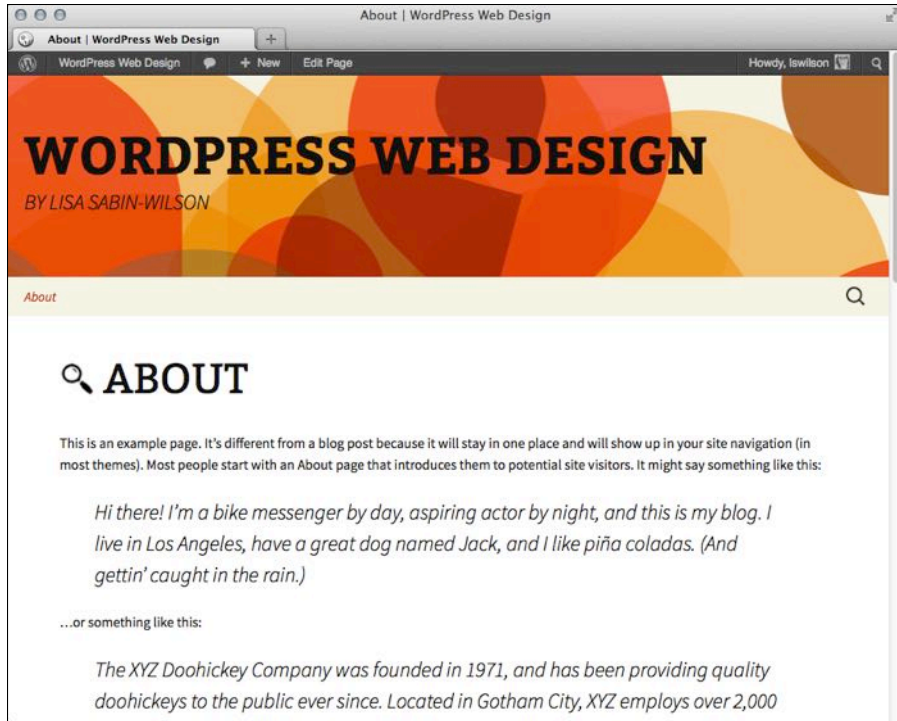 About | WordPress Web Design
About | WordPress Web Design
WordPress Web Design + New Edit Page Howdy, lswilson
WORDPRESS WEB DESIGN
BY LISA SABIN-WILSON
About
ABOUT
This is an example page. It's different from a blog post because it will stay in one place and will show up in your site navigation (in
most themes). Most people start with an About page that introduces them to potential site visitors. It might say something like this:
Hi there! I'm a bike messenger by day, aspiring actor by night, and this is my blog. I
live in Los Angeles, have a great dog named Jack, and I like piña coladas. (And
gettin' caught in the rain.)
…or something like this:
The XYZ Doohickey Company was founded in 1971, and has been providing quality
doohickeys to the public ever since. Located in Gotham City, XYZ employs over 2,000